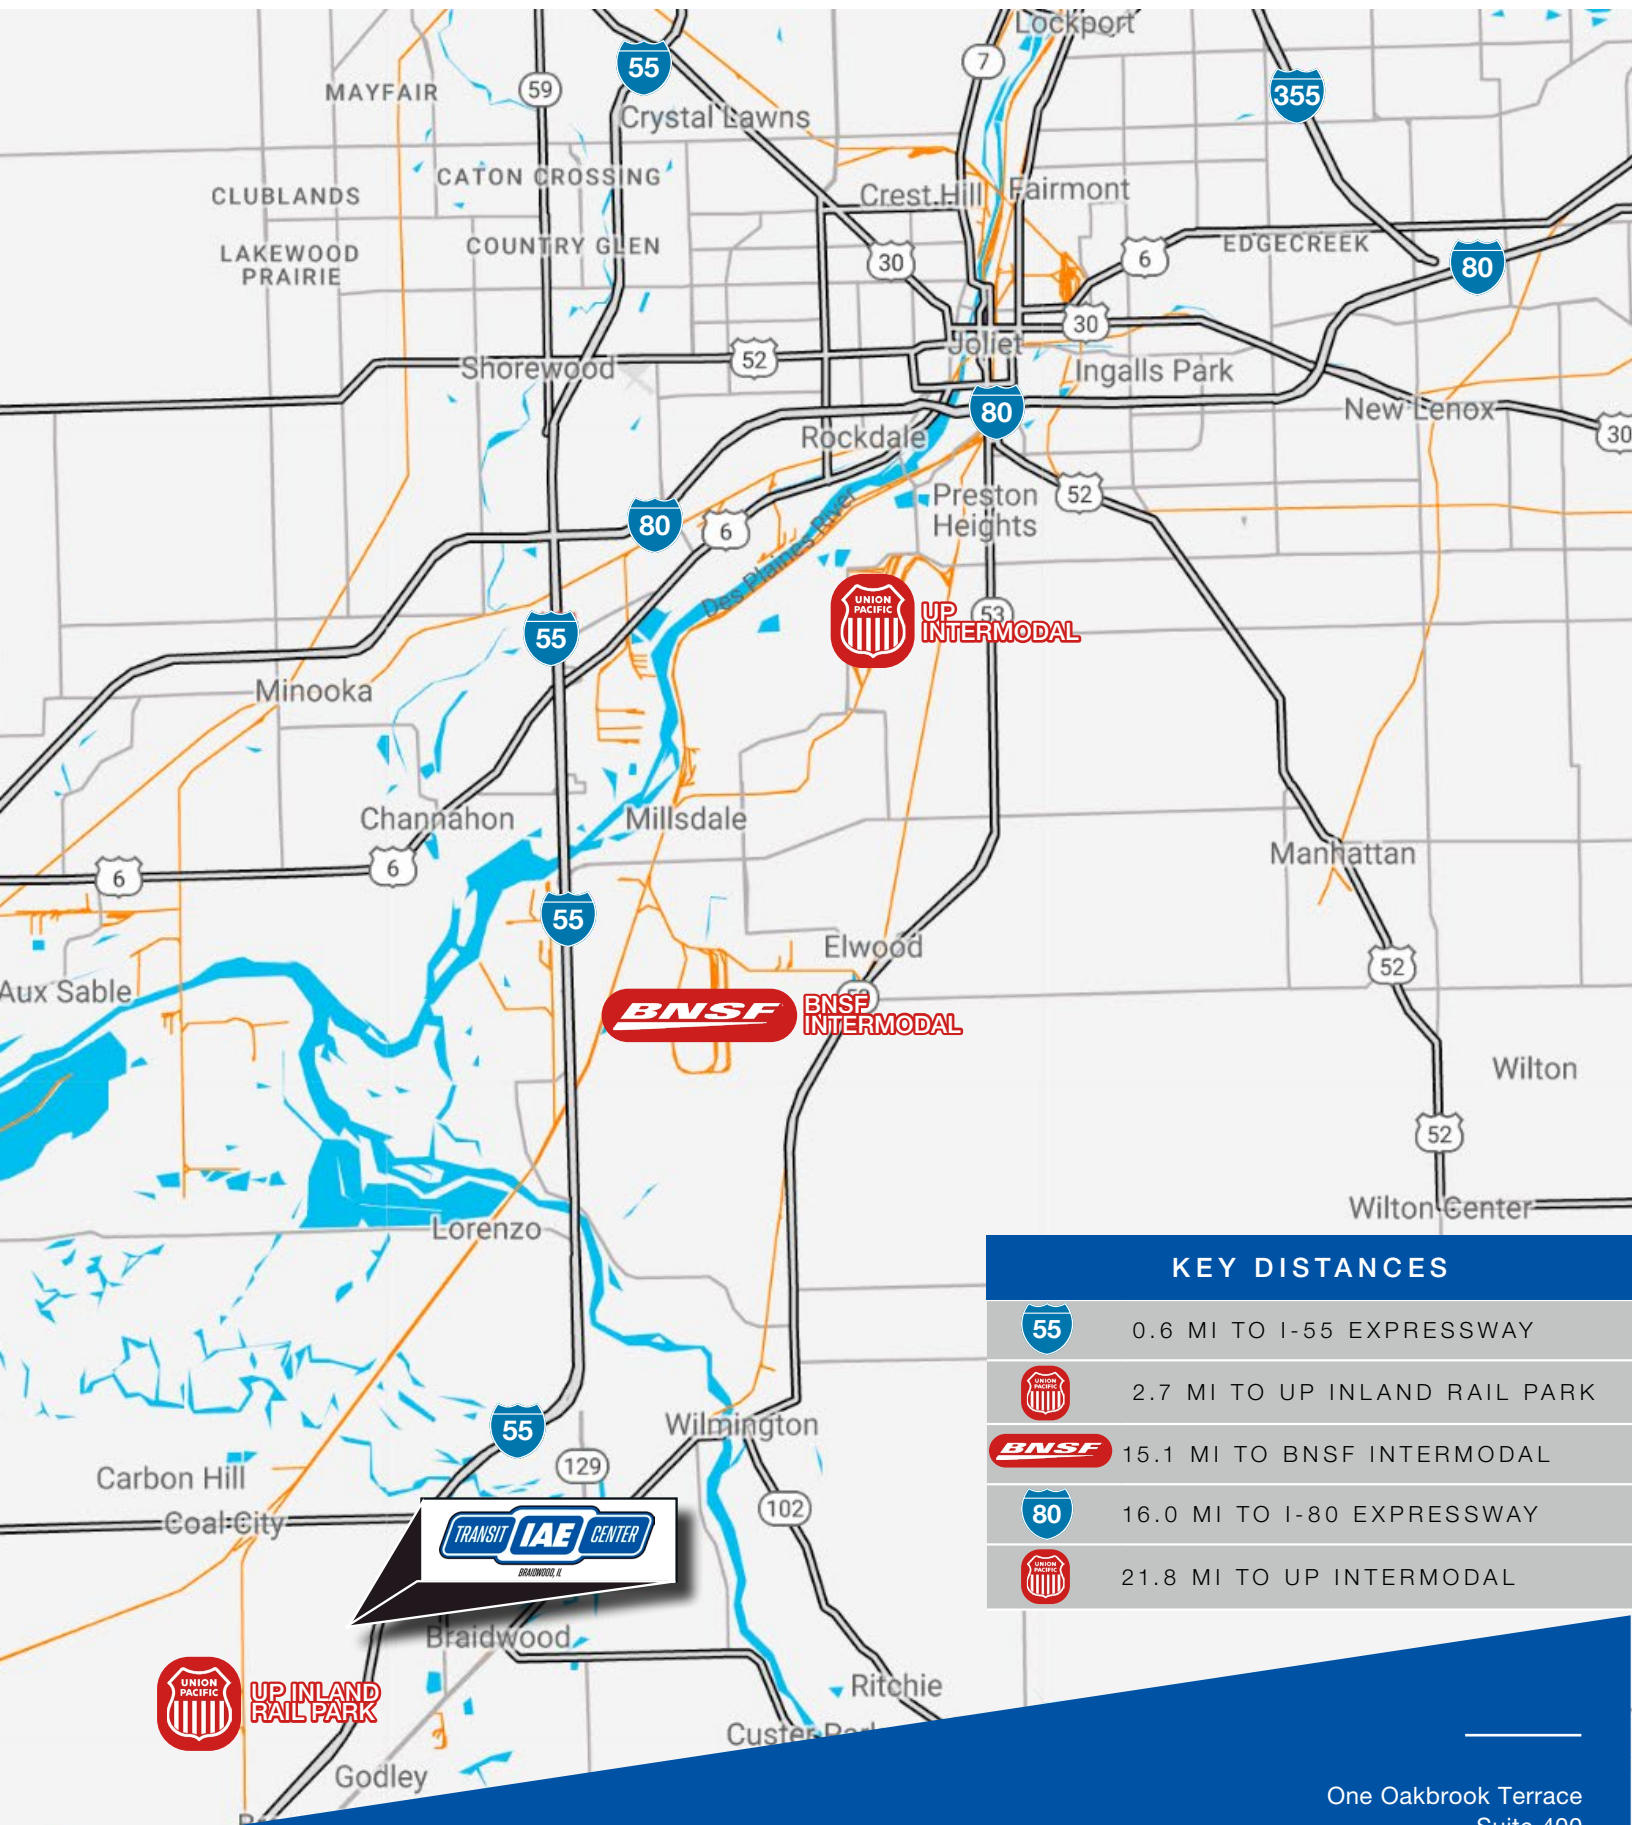 Lockport
7
55
59
MAYFAIR
355
Crystal Lawns
CATON CROSSING
CLUBLANDS
Crest Hill
Fairmont
COUNTRY GLEN
LAKEWOOD
PRAIRIE
30
6
EDGECREEK
80
30
Joliet
52
Shorewood
Ingalls Park
80
New Lenox
30
Rockdale
52
Preston
Heights
80
6
Des Plaines River
UNION
PACIFIC
UP
INTERMODAL
53
55
Minooka
Channahon
Millsdale
Manhattan
6
6
55
Elwood
52
Aux Sable
BNSF
BNSF
INTERMODAL
Wilton
52
Wilton Center
Lorenzo
KEY DISTANCES
55 0.6 MI TO I-55 EXPRESSWAY
UNION
PACIFIC
2.7 MI TO UP INLAND RAIL PARK
BNSF 15.1 MI TO BNSF INTERMODAL
80 16.0 MI TO I-80 EXPRESSWAY
UNION
PACIFIC
21.8 MI TO UP INTERMODAL
55
Wilmington
129
Carbon Hill
102
Coal City
TRANSIT IAE CENTER
BRAIDWOOD, IL
Braidwood
UNION
PACIFIC
UP INLAND
RAIL PARK
Ritchie
Custer Park
Godley
One Oakbrook Terrace
Suite 400